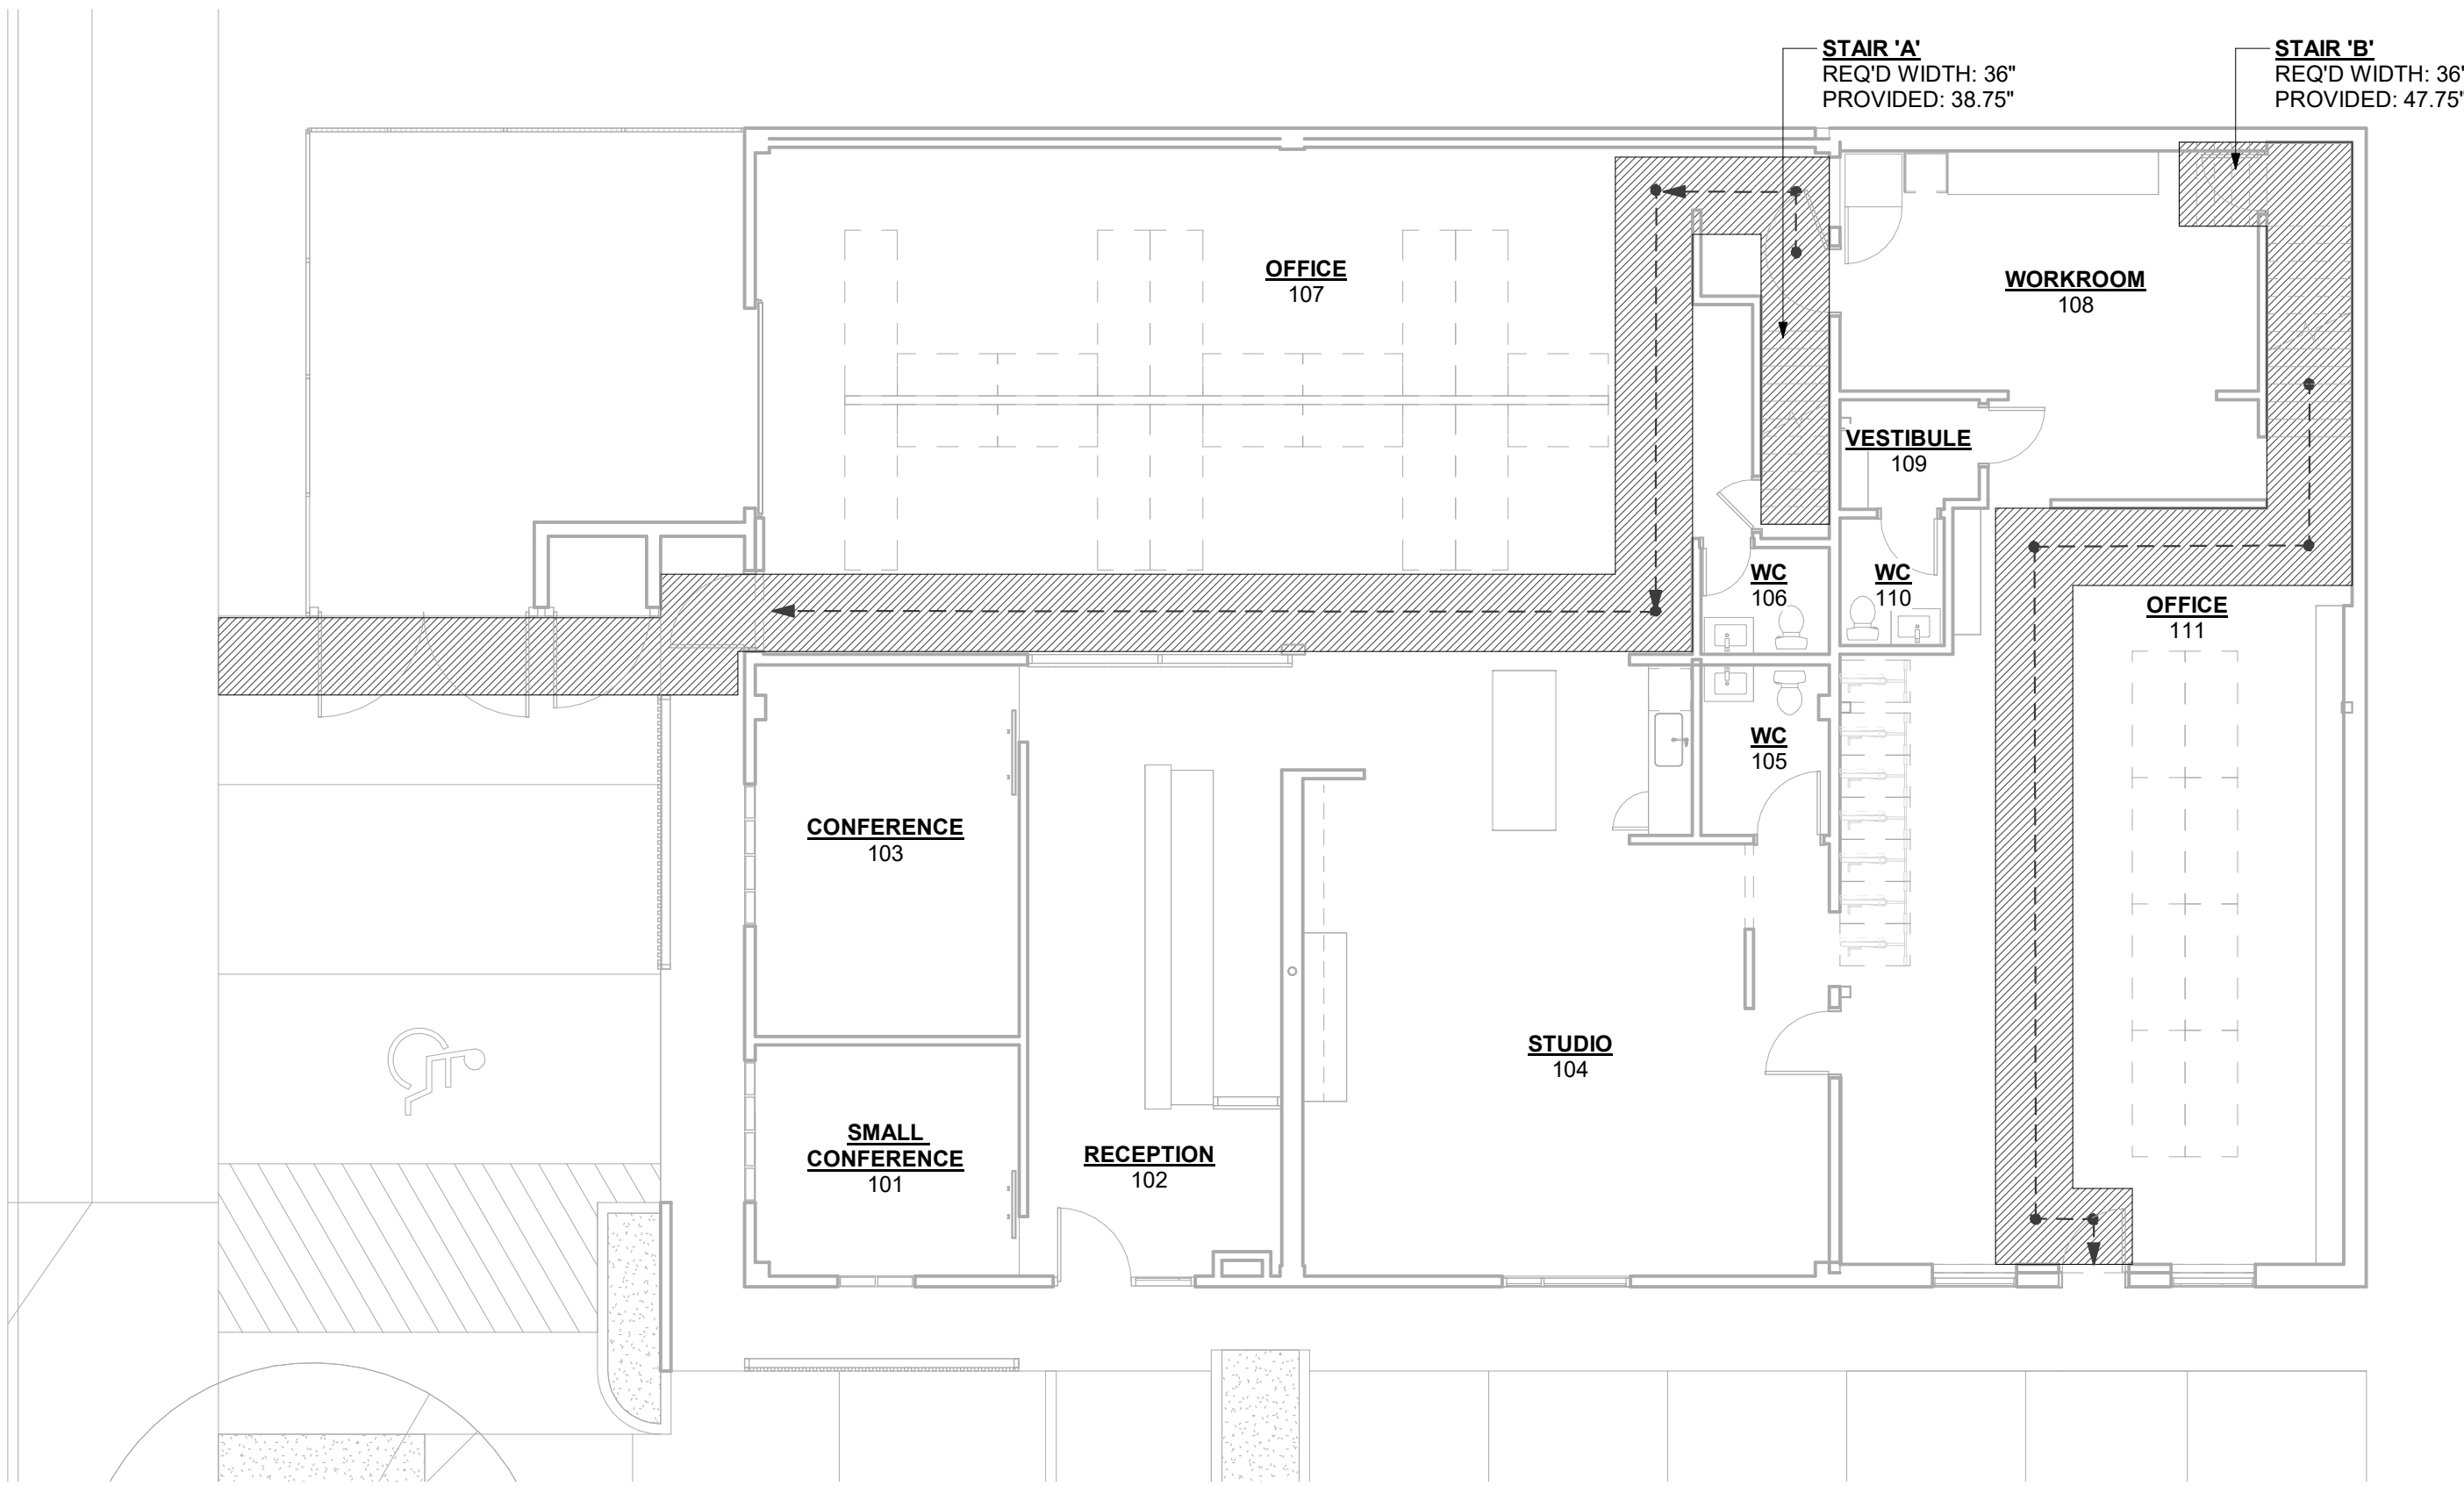 STAIR 'A'
REQ'D WIDTH: 36"
PROVIDED: 38.75"
STAIR 'B'
REQ'D WIDTH: 36"
PROVIDED: 47.75"
OFFICE
107
WORKROOM
108
VESTIBULE
109
WC
106
WC
110
OFFICE
111
WC
105
CONFERENCE
103
STUDIO
104
SMALL
CONFERENCE
101
RECEPTION
102